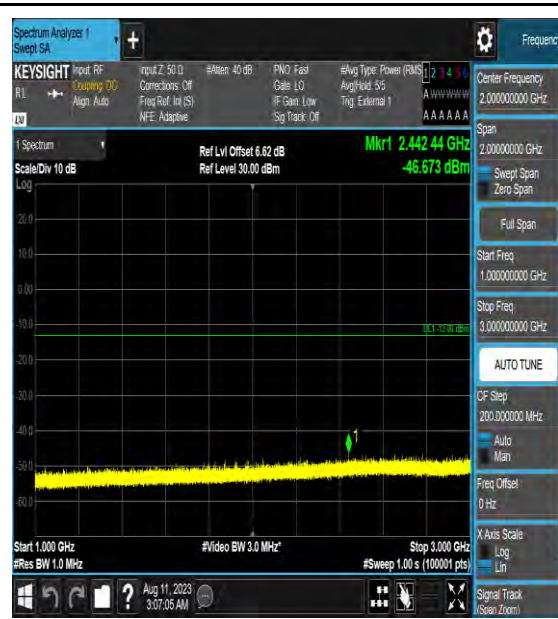 Spectrum Analyzer 1
Swept SA
Frequenc
KEYSIGHT Input: RF
RL Coupling: DC
Align: Auto
Input Z: 50 Ω
Corrections: Off
Freq Ref: Int (S)
NFE: Adaptive
#Atten: 40 dB
PNO: Fast
Gate: LO
IF Gain: Low
Sig Track: Off
#Avg Type: Power (RMS
Avg|Hold: 5/5
Trig: External 1
1 2 3 4 5 6
A W W W W W
A A A A A A
1 Spectrum
Scale/Div 10 dB
Log
Ref Lvl Offset 6.62 dB
Ref Level 30.00 dBm
Mkr1 2.442 44 GHz
-46.673 dBm
20.0
10.0
0.00
-10.0
DL1 -13.00 dBm
-20.0
-30.0
-40.0
1
-50.0
-60.0
Start 1.000 GHz
#Res BW 1.0 MHz
#Video BW 3.0 MHz*
Stop 3.000 GHz
#Sweep 1.00 s (100001 pts)
Center Frequency
2.000000000 GHz
Span
2.00000000 GHz
Swept Span
Zero Span
Full Span
Start Freq
1.000000000 GHz
Stop Freq
3.000000000 GHz
AUTO TUNE
CF Step
200.000000 MHz
Auto
Man
Freq Offset
0 Hz
X Axis Scale
Log
Lin
Signal Track
(Span Zoom)
?
Aug 11, 2023
3:07:05 AM